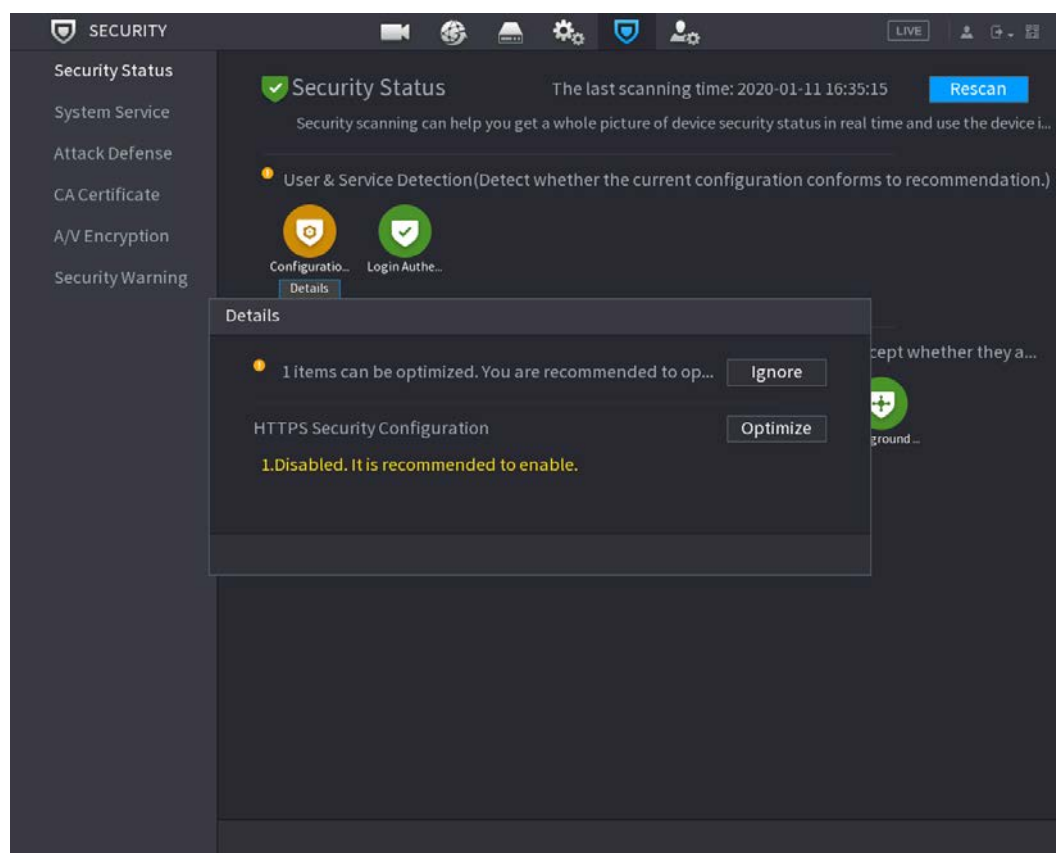 SECURITY
LIVE
Security Status
System Service
Attack Defense
CA Certificate
A/V Encryption
Security Warning
Security Status
The last scanning time: 2020-01-11 16:35:15
Rescan
Security scanning can help you get a whole picture of device security status in real time and use the device i...
User & Service Detection(Detect whether the current configuration conforms to recommendation.)
Configuratio...
Login Authe...
Details
Details
cept whether they a...
1 items can be optimized. You are recommended to op...
Ignore
ground ...
HTTPS Security Configuration
Optimize
1.Disabled. It is recommended to enable.